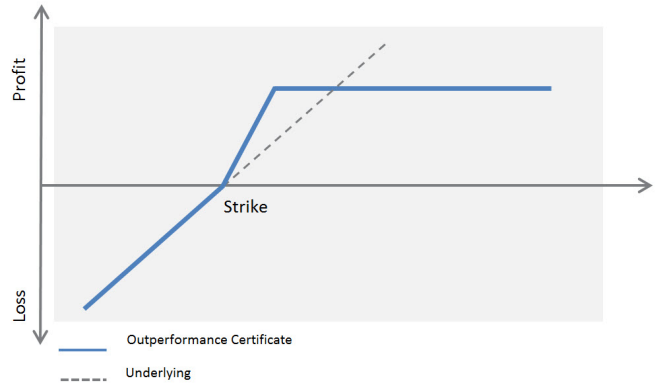 Profit
Strike
Loss
Outperformance Certificate
Underlying